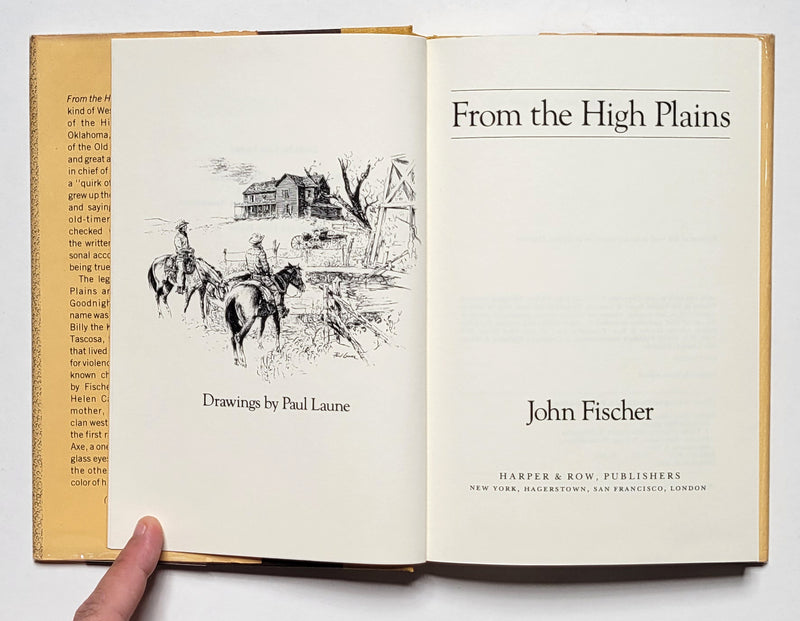 From the H
kind of Wes
of the Hi
Oklahoma,
of the Old
and great a
in chief of
a "quirk of
grew up the
and saying
old-timer
checked
the written
sonal acco
being true
The leg
Plains an
Goodnigh
name was
Billy the K
Tascosa,
that lived
for violenc
known ch
by Fische
Helen Ca
mother,
clan west
the first r
Axe, a one
glass eye
the othe
color of h
Drawings by Paul Laune
From the High Plains
John Fischer
HARPER & ROW, PUBLISHERS
NEW YORK, HAGERSTOWN, SAN FRANCISCO, LONDON